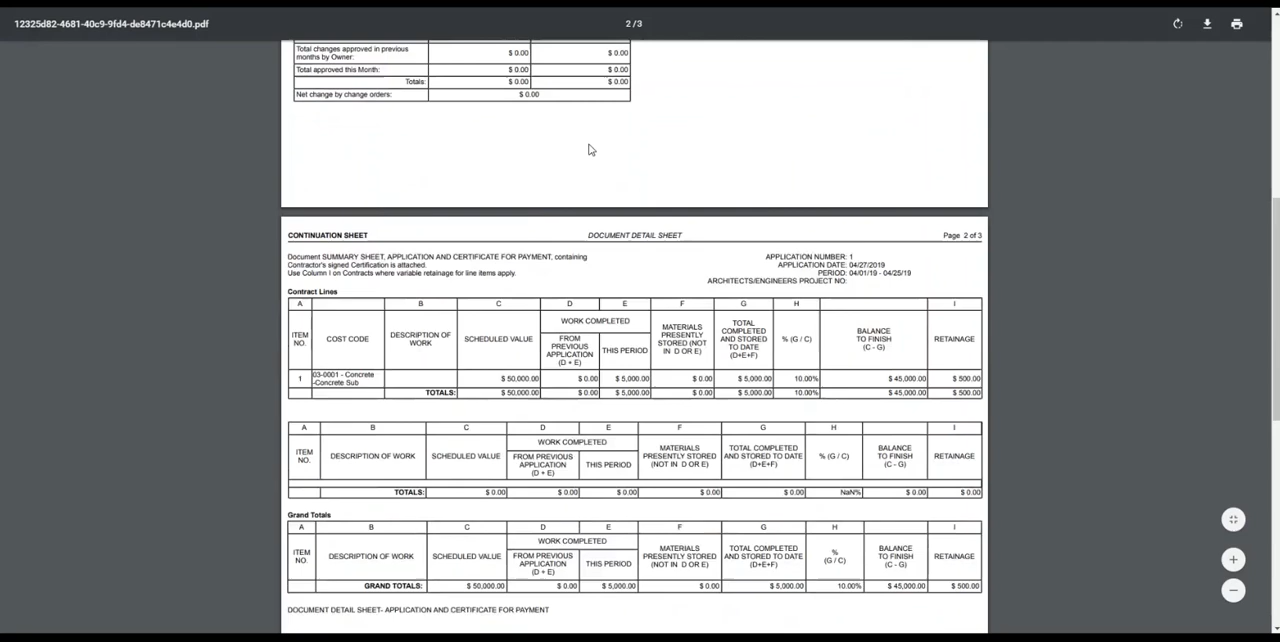 12325d82-4681-40c9-9fd4-de8471c4e4d0.pdf
2/3
Total changes approved in previous
months by Owner:
$ 0.00 $ 0.00
Total approved this Month: $ 0.00 $ 0.00
Totals: $ 0.00 $ 0.00
Net change by change orders: $ 0.00
CONTINUATION SHEET DOCUMENT DETAIL SHEET Page 2 of 3
Document SUMMARY SHEET, APPLICATION AND CERTIFICATE FOR PAYMENT, containing
Contractor's signed Certification is attached.
Use Column I on Contracts where variable retainage for line items apply.
APPLICATION NUMBER: 1
APPLICATION DATE: 04/27/2019
PERIOD: 04/01/19 - 04/25/19
ARCHITECTS/ENGINEERS PROJECT NO:
Contract Lines
A B C D E F G H I
ITEM
NO.
COST CODE
DESCRIPTION OF
WORK
SCHEDULED VALUE
WORK COMPLETED
FROM
PREVIOUS
APPLICATION
(D + E)
THIS PERIOD
MATERIALS
PRESENTLY
STORED (NOT
IN D OR E)
TOTAL
COMPLETED
AND STORED
TO DATE
(D+E+F)
% (G / C)
BALANCE
TO FINISH
(C - G)
RETAINAGE
1 03-0001 - Concrete
-Concrete Sub
$ 50,000.00 $ 0.00 $ 5,000.00 $ 0.00 $ 5,000.00 10.00% $ 45,000.00 $ 500.00
TOTALS: $ 50,000.00 $ 0.00 $ 5,000.00 $ 0.00 $ 5,000.00 10.00% $ 45,000.00 $ 500.00
A B C D E F G H I
ITEM
NO.
DESCRIPTION OF WORK
SCHEDULED VALUE
WORK COMPLETED
FROM PREVIOUS
APPLICATION
(D + E)
THIS PERIOD
MATERIALS
PRESENTLY STORED
(NOT IN D OR E)
TOTAL COMPLETED
AND STORED TO DATE
(D+E+F)
% (G / C)
BALANCE
TO FINISH
(C - G)
RETAINAGE
TOTALS: $ 0.00 $ 0.00 $ 0.00 $ 0.00 $ 0.00 NaN% $ 0.00 $ 0.00
Grand Totals
A B C D E F G H I
ITEM
NO.
DESCRIPTION OF WORK
SCHEDULED VALUE
WORK COMPLETED
FROM PREVIOUS
APPLICATION
(D + E)
THIS PERIOD
MATERIALS
PRESENTLY STORED
(NOT IN D OR E)
TOTAL COMPLETED
AND STORED TO DATE
(D+E+F)
%
(G / C)
BALANCE
TO FINISH
(C - G)
RETAINAGE
GRAND TOTALS: $ 50,000.00 $ 0.00 $ 5,000.00 $ 0.00 $ 5,000.00 10.00% $ 45,000.00 $ 500.00
DOCUMENT DETAIL SHEET- APPLICATION AND CERTIFICATE FOR PAYMENT